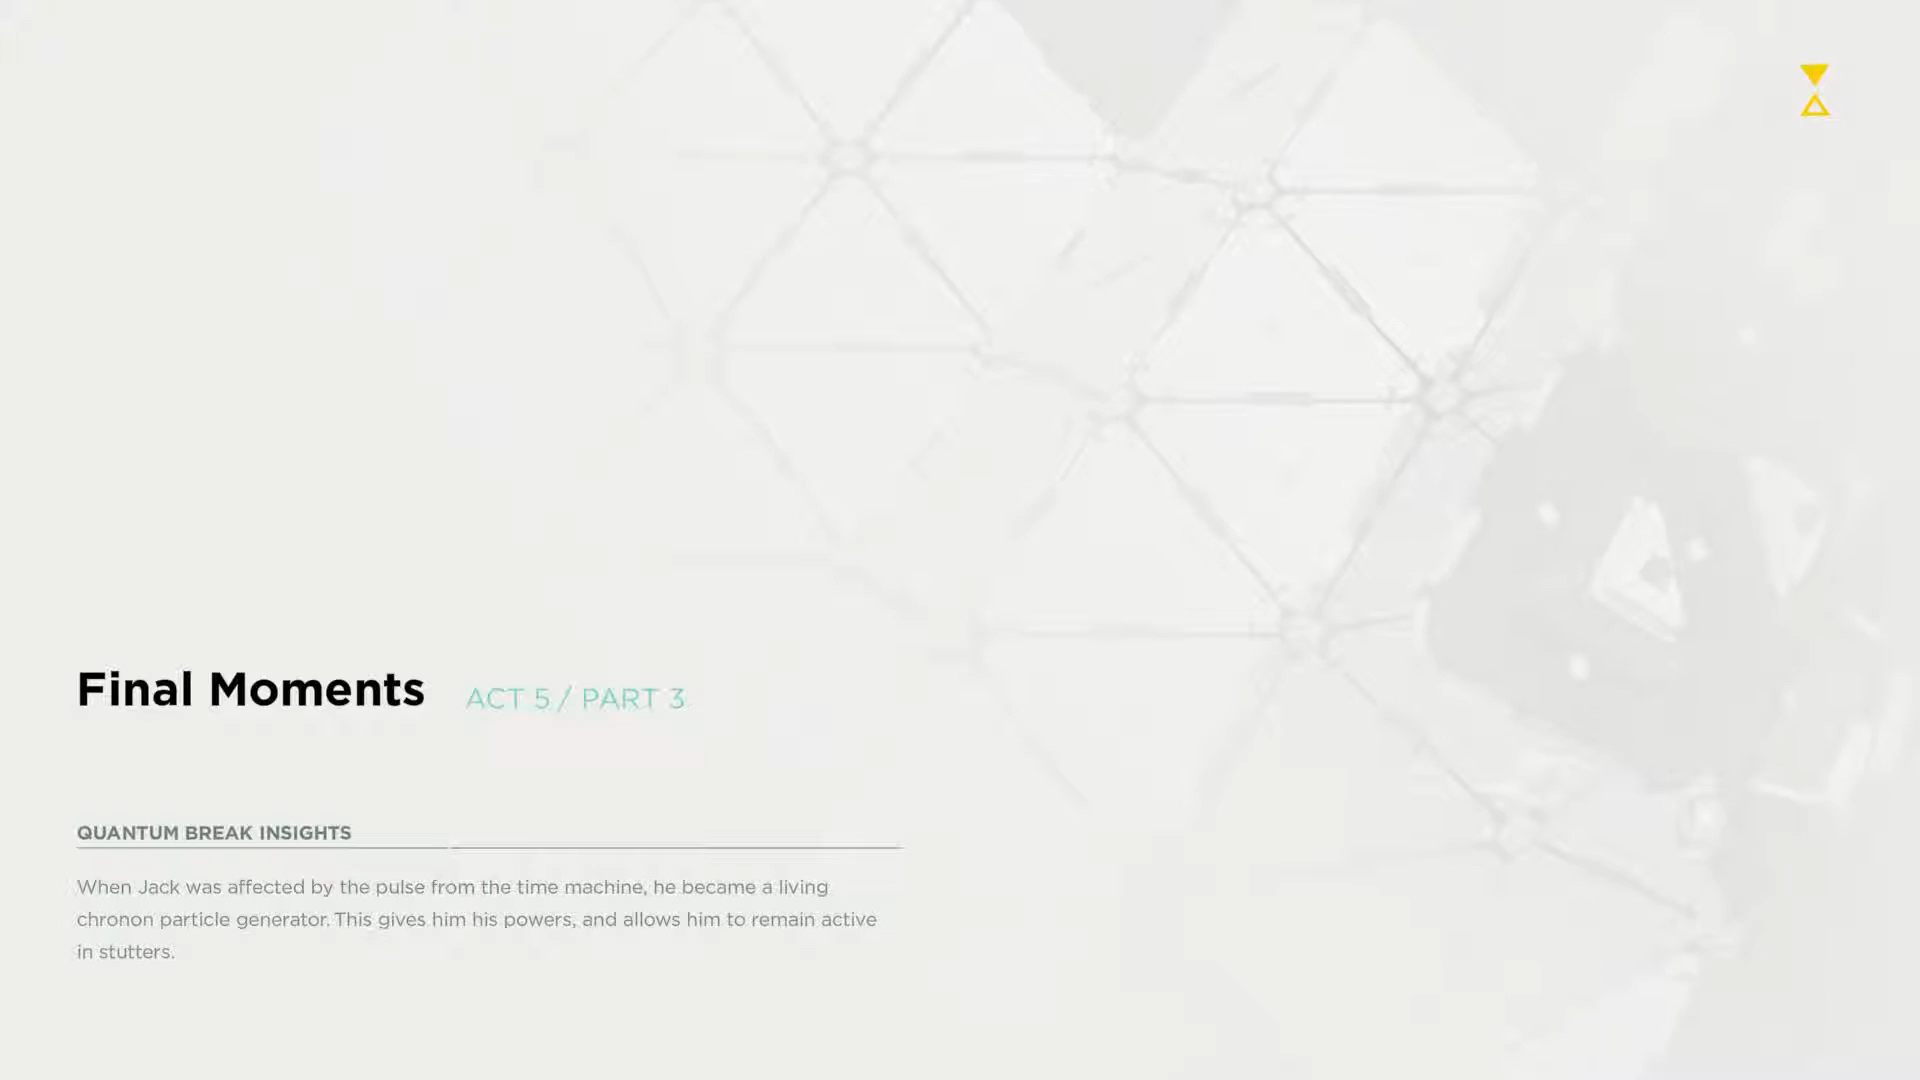 Final Moments ACT 5 / PART 3
QUANTUM BREAK INSIGHTS
When Jack was affected by the pulse from the time machine, he became a living
chronon particle generator. This gives him his powers, and allows him to remain active
in stutters.